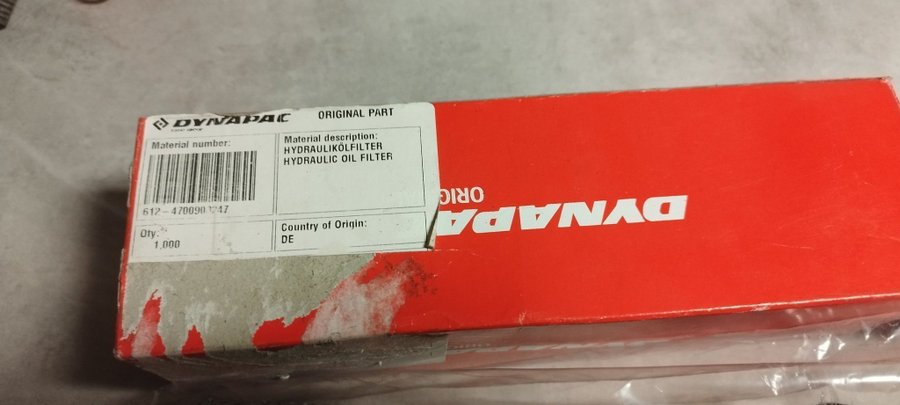 DYNAPAC
ORIGINAL PART
Material number:
Material description:
HYDRAULIKÖLFILTER
HYDRAULIC OIL FILTER
Qty:
1,000
Country of Origin:
DE
DYNAPA
ORIG